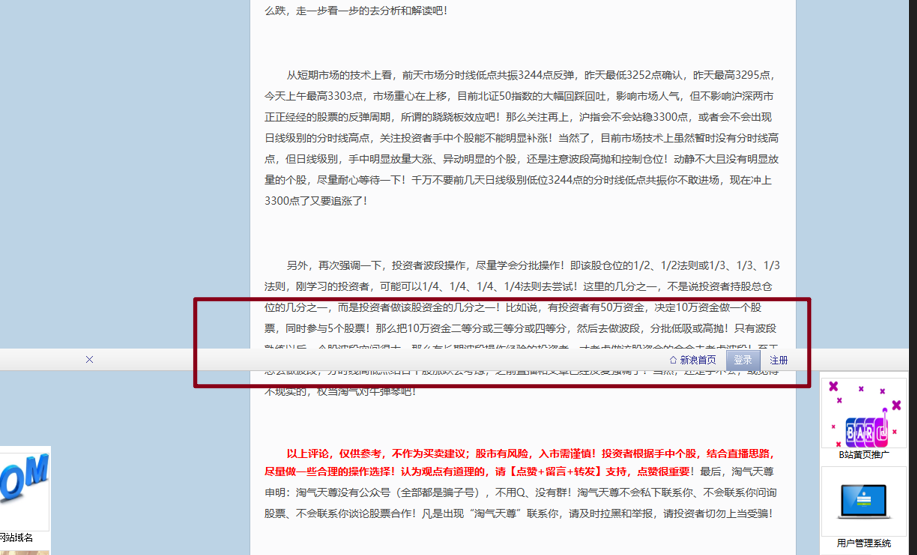 么跌，走一步看一步的去分析和解读吧！
从短期市场的技术上看，前天市场分时线低点共振3244点反弹，昨天最低3252点确认，昨天最高3295点，
今天上午最高3303点，市场重心在上移，目前北证50指数的大幅回踩回吐，影响市场人气，但不影响沪深两市
正正经经的股票的反弹周期，所谓的跷跷板效应吧！那么关注再上，沪指会不会站稳3300点，或者会不会出现
日线级别的分时线高点，关注投资者手中个股能不能明显补涨！当然了，目前市场技术上虽然暂时没有分时线高
点，但日线级别，手中明显放量大涨、异动明显的个股，还是注意波段高抛和控制仓位！动静不大且没有明显放
量的个股，尽量耐心等待一下！千万不要前几天日线级别低位3244点的分时线低点共振你不敢进场，现在冲上
3300点了又要追涨了！
另外，再次强调一下，投资者波段操作，尽量学会分批操作！即该股仓位的1/2、1/2法则或1/3、1/3、1/3
法则，刚学习的投资者，可能可以1/4、1/4、1/4、1/4法则去尝试！这里的几分之一，不是说投资者持股总仓
位的几分之一，而是投资者做该股资金的几分之一！比如说，有投资者有50万资金，决定10万资金做一个股
票，同时参与5个股票！那么把10万资金二等分或三等分或四等分，然后去做波段，分批低吸或高抛！只有波段
新浪首页 登录 注册
不现实的，权当淘气对牛弹琴吧！
以上评论，仅供参考，不作为买卖建议；股市有风险，入市需谨慎！投资者根据手中个股，结合直播思路，
尽量做一些合理的操作选择！认为观点有道理的，请【点赞+留言+转发】支持，点赞很重要！最后，淘气天尊
申明：淘气天尊没有公众号（全部都是骗子号），不用Q、没有群！淘气天尊不会私下联系你、不会联系你问询
股票、不会联系你谈论股票合作！凡是出现“淘气天尊”联系你，请及时拉黑和举报，请投资者切勿上当受骗！
BAR
B站黄页推广
用户管理系统
OM
网站域名